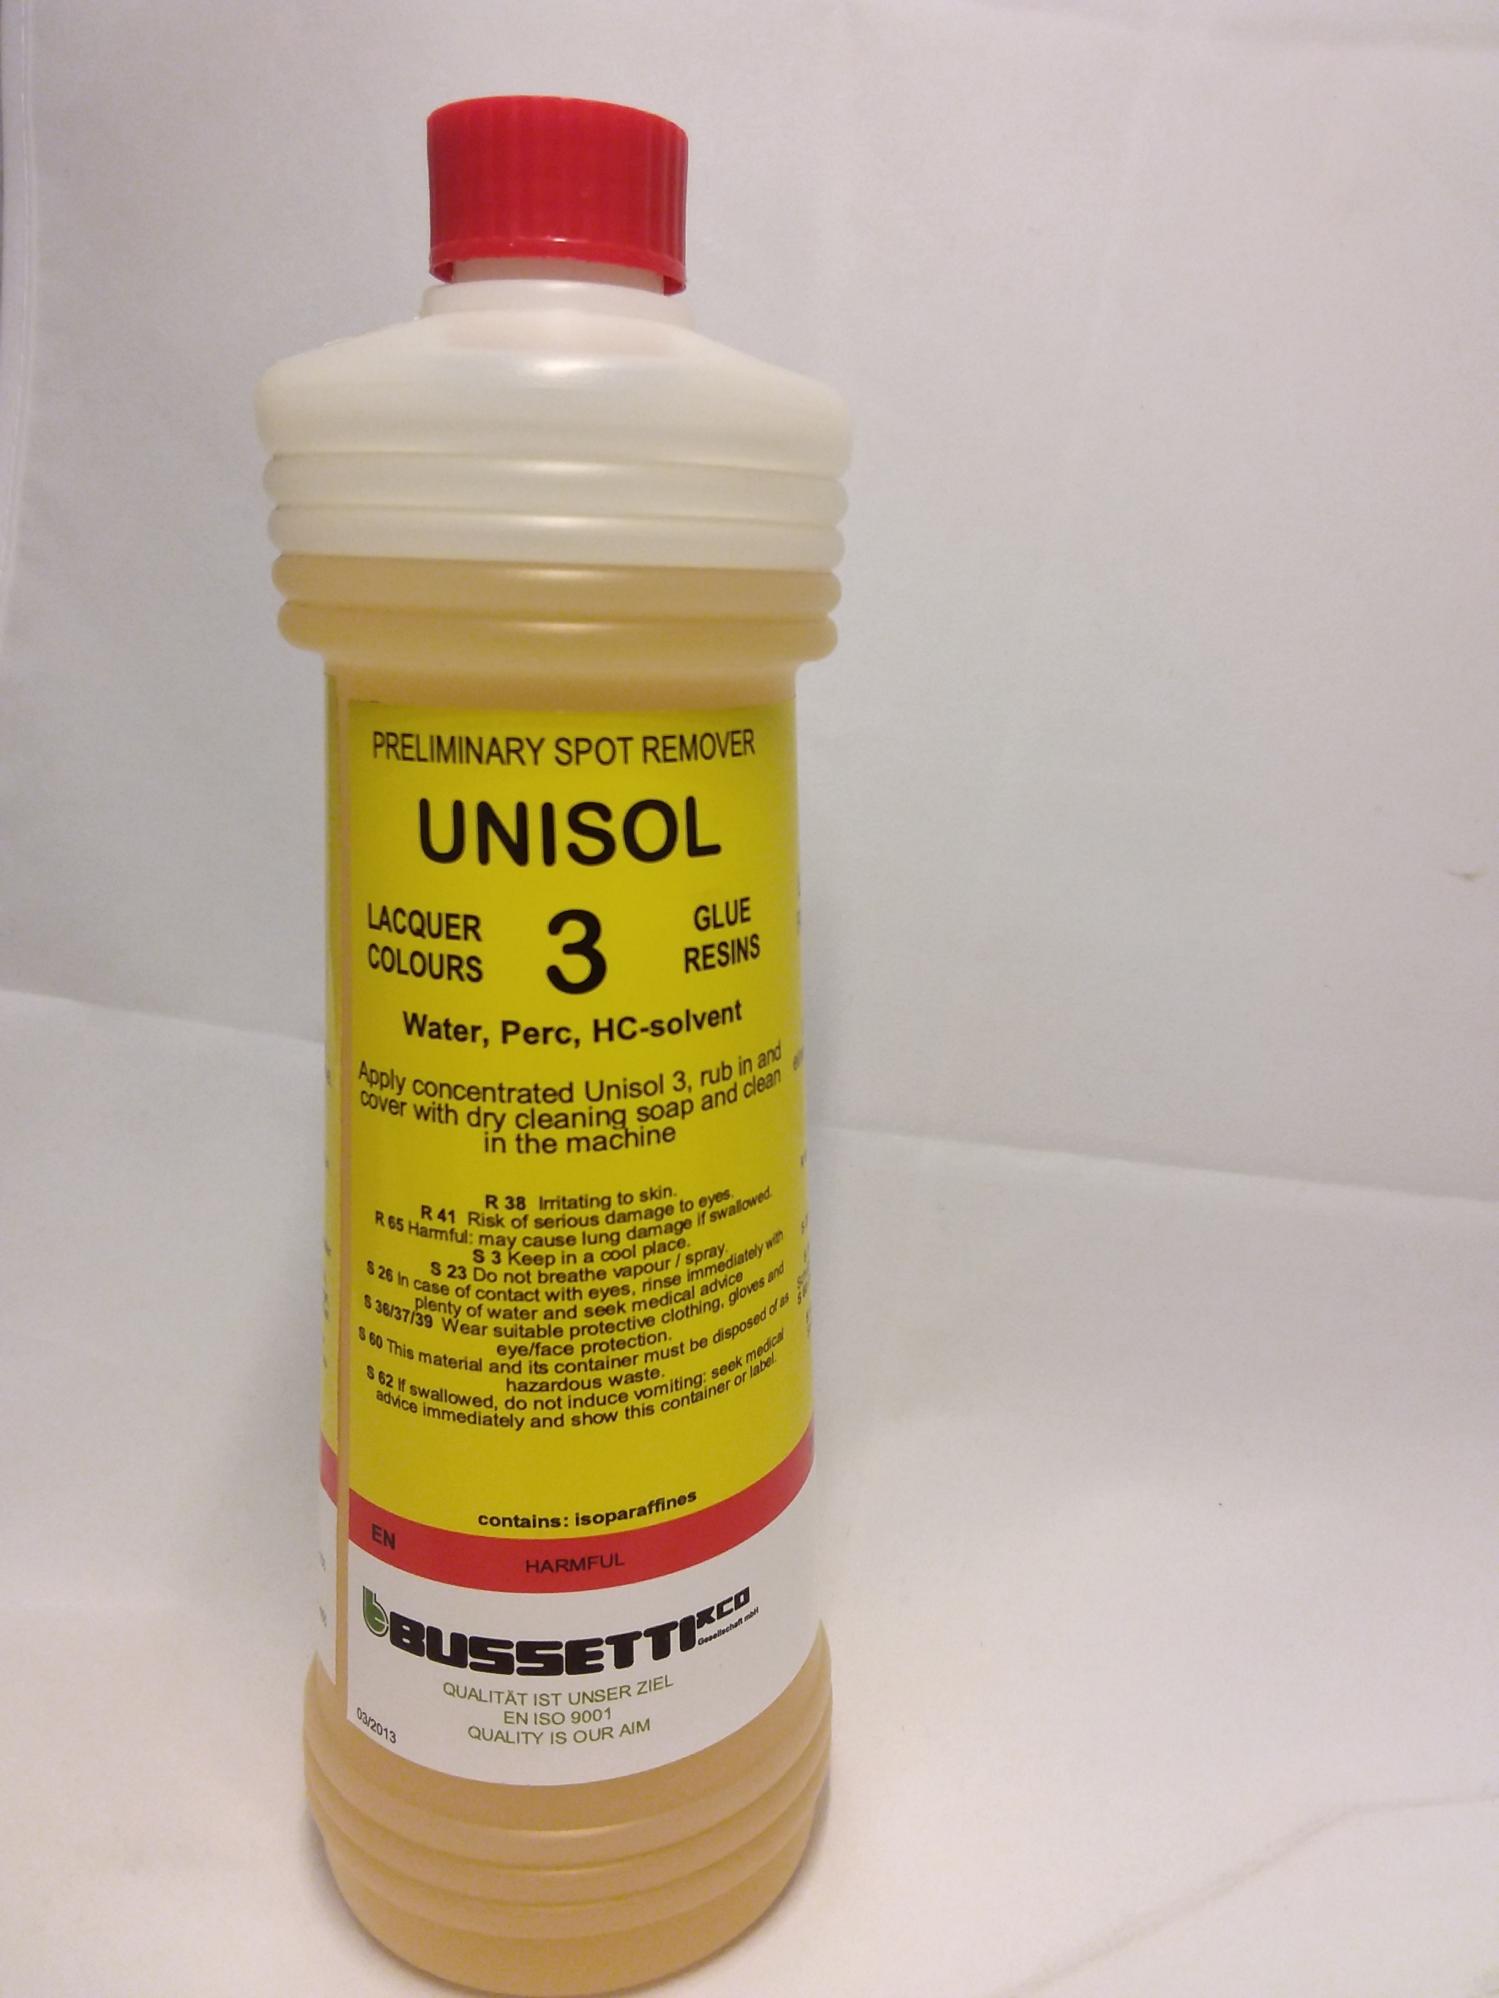 PRELIMINARY SPOT REMOVER
UNISOL
LACQUER
COLOURS
3
GLUE
RESINS
Water, Perc, HC-solvent
Apply concentrated Unisol 3, rub in and
cover with dry cleaning soap and clean
in the machine
R 38 Irritating to skin.
R 41 Risk of serious damage to eyes.
R 65 Harmful: may cause lung damage if swallowed.
S 3 Keep in a cool place.
S 23 Do not breathe vapour / spray.
S 26 In case of contact with eyes, rinse immediately with
plenty of water and seek medical advice
S 36/37/39 Wear suitable protective clothing, gloves and
eye/face protection.
S 60 This material and its container must be disposed of as
hazardous waste.
S 62 If swallowed, do not induce vomiting: seek medical
advice immediately and show this container or label.
contains: isoparaffines
EN
HARMFUL
BUSSETTI & CO
Gesellschaft mbH
QUALITÄT IST UNSER ZIEL
EN ISO 9001
QUALITY IS OUR AIM
03/2013